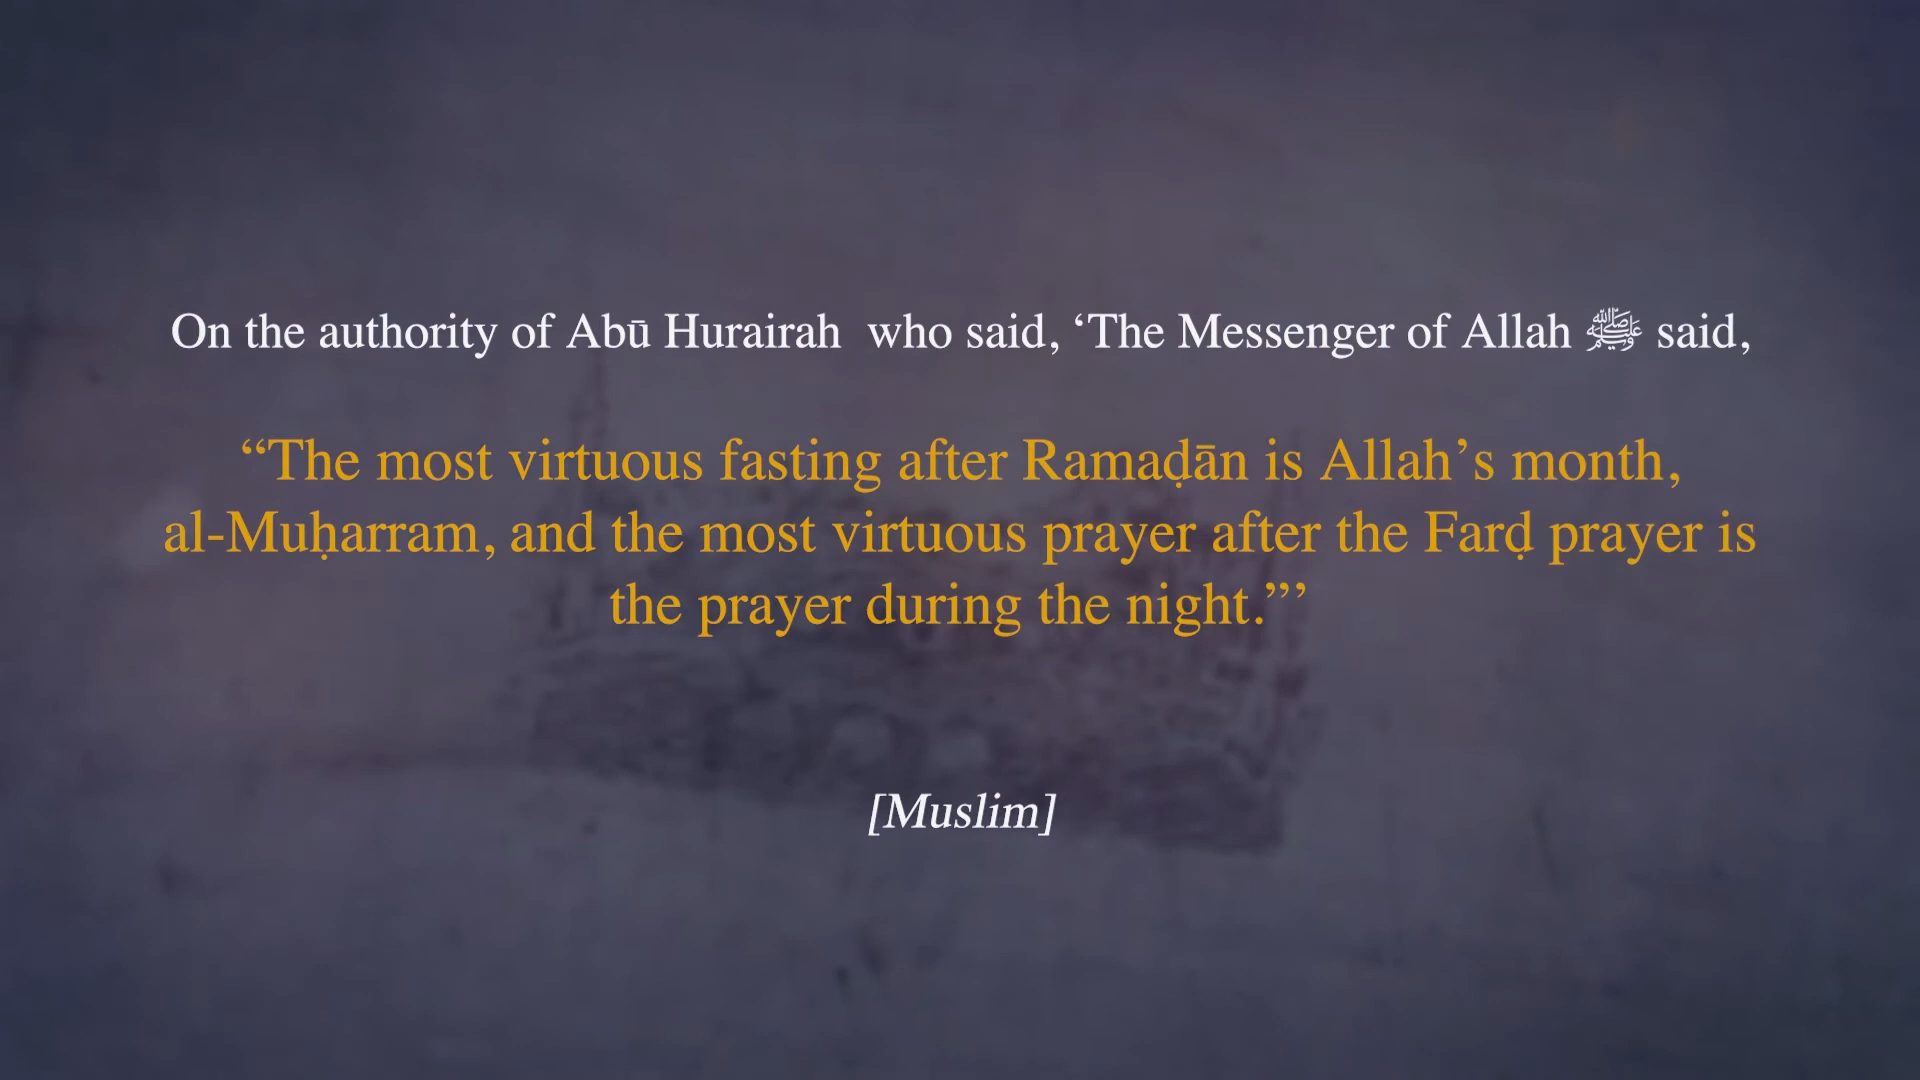 On the authority of Abū Hurairah  who said, ‘The Messenger of Allah ﷺ said,
“The most virtuous fasting after Ramaḍān is Allah’s month,
al-Muḥarram, and the most virtuous prayer after the Farḍ prayer is
the prayer during the night.”’
[Muslim]